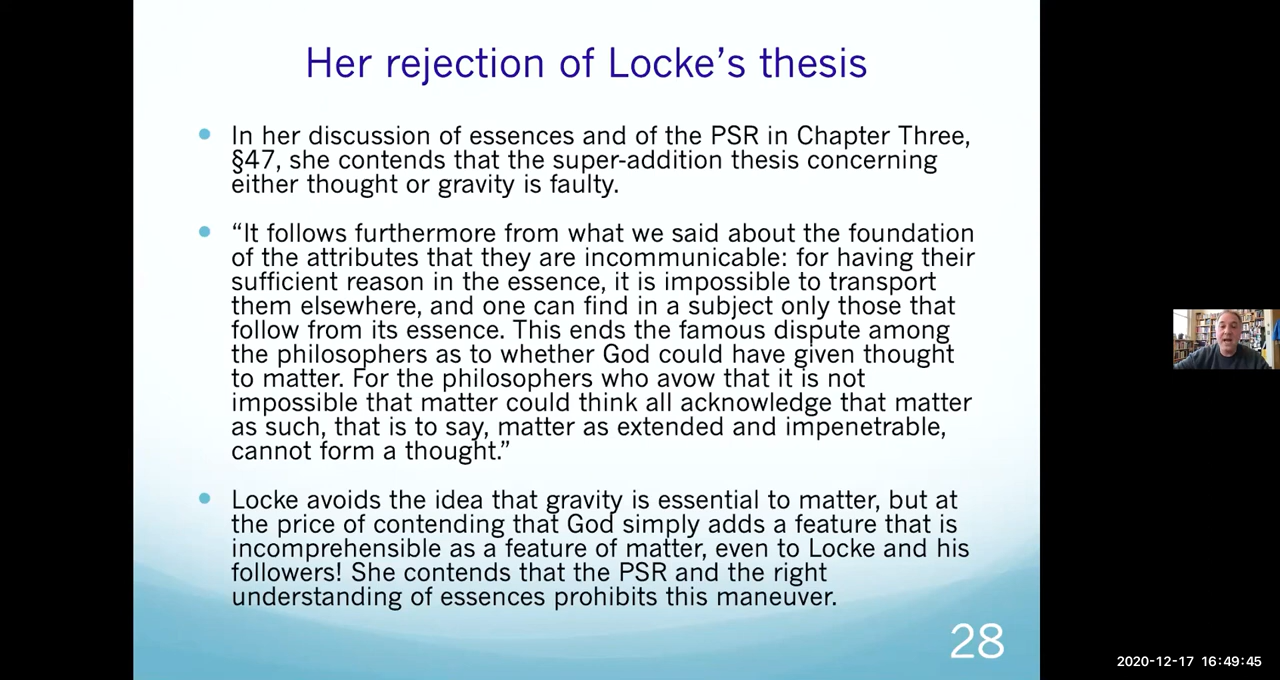 Her rejection of Locke's thesis
• In her discussion of essences and of the PSR in Chapter Three,
§47, she contends that the super-addition thesis concerning
either thought or gravity is faulty.
• “It follows furthermore from what we said about the foundation
of the attributes that they are incommunicable: for having their
sufficient reason in the essence, it is impossible to transport
them elsewhere, and one can find in a subject only those that
follow from its essence. This ends the famous dispute among
the philosophers as to whether God could have given thought
to matter. For the philosophers who avow that it is not
impossible that matter could think all acknowledge that matter
as such, that is to say, matter as extended and impenetrable,
cannot form a thought.”
• Locke avoids the idea that gravity is essential to matter, but at
the price of contending that God simply adds a feature that is
incomprehensible as a feature of matter, even to Locke and his
followers! She contends that the PSR and the right
understanding of essences prohibits this maneuver.
28
2020-12-17 16:49:45